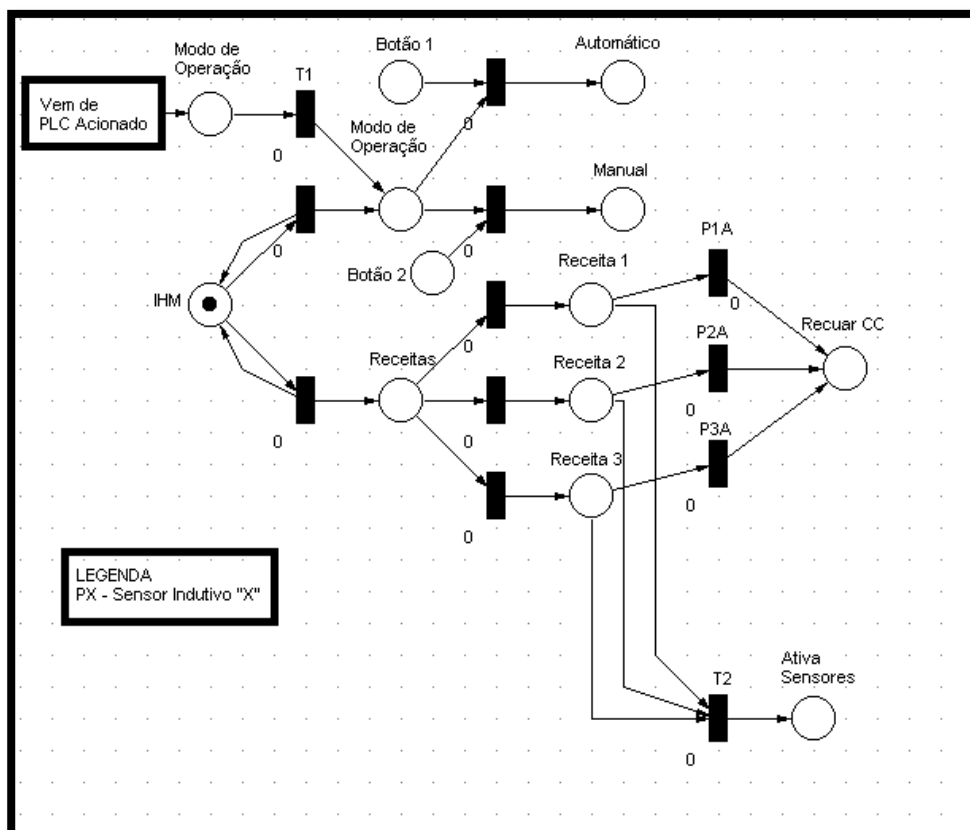 Botão 1
Automático
Modo de
Operação
T1
Vem de
PLC Acionado
0
Modo de
Operação
0
Manual
0
0
Botão 2
P1A
Receita 1
IHM
0
Recuar CC
0
P2A
Receitas
Receita 2
0
0
0
P3A
Receita 3
0
0
LEGENDA
PX - Sensor Indutivo "X"
Ativa
Sensores
T2
0